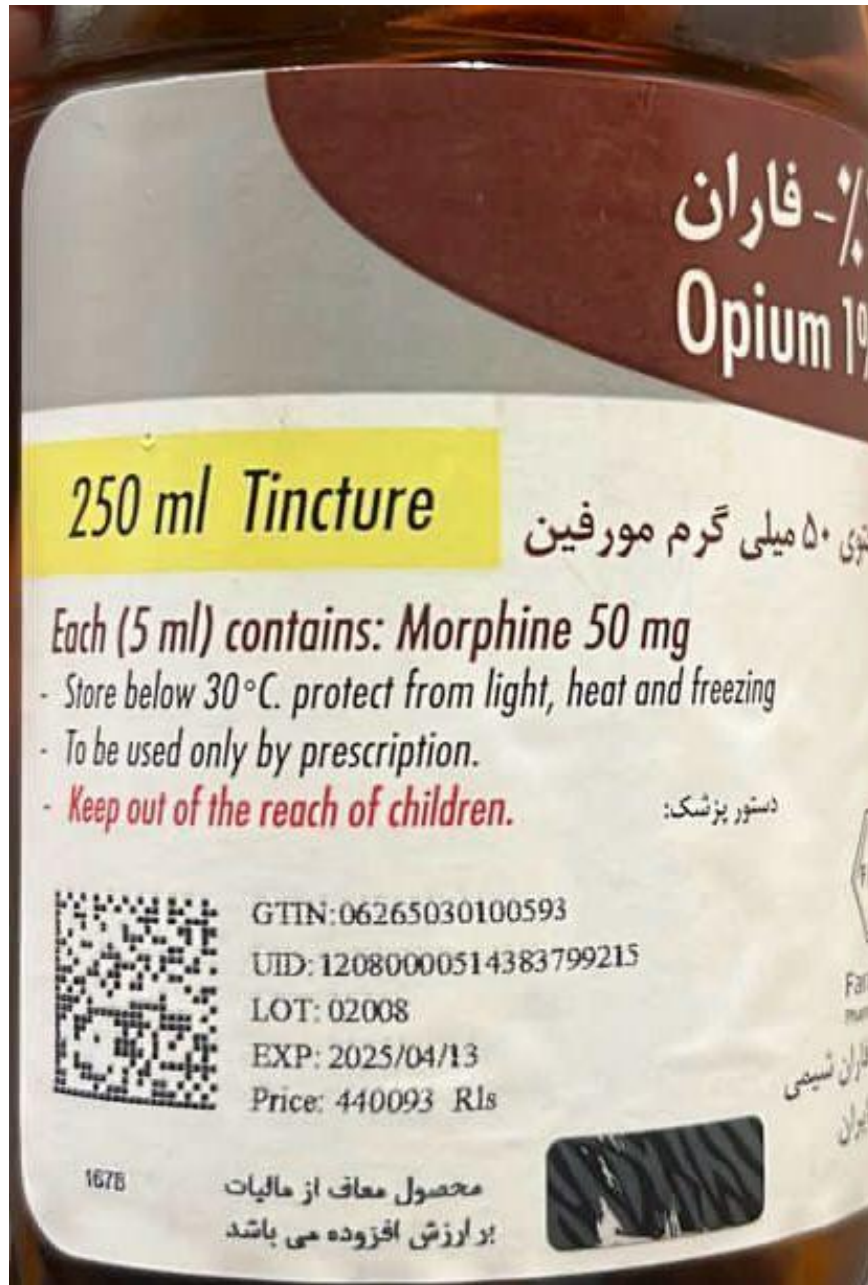 ٪- فاران
Opium 1%
250 ml Tincture
۵۰ میلی گرم مورفین
Each (5 ml) contains: Morphine 50 mg
- Store below 30°C. protect from light, heat and freezing
- To be used only by prescription.
- Keep out of the reach of children.
دستور پزشک:
GTIN:06265030100593
UID:12080000514383799215
LOT: 02008
EXP: 2025/04/13
Price: 440093 Rls
شیمی
1678
محصول معاف از مالیات
بر ارزش افزوده می باشد